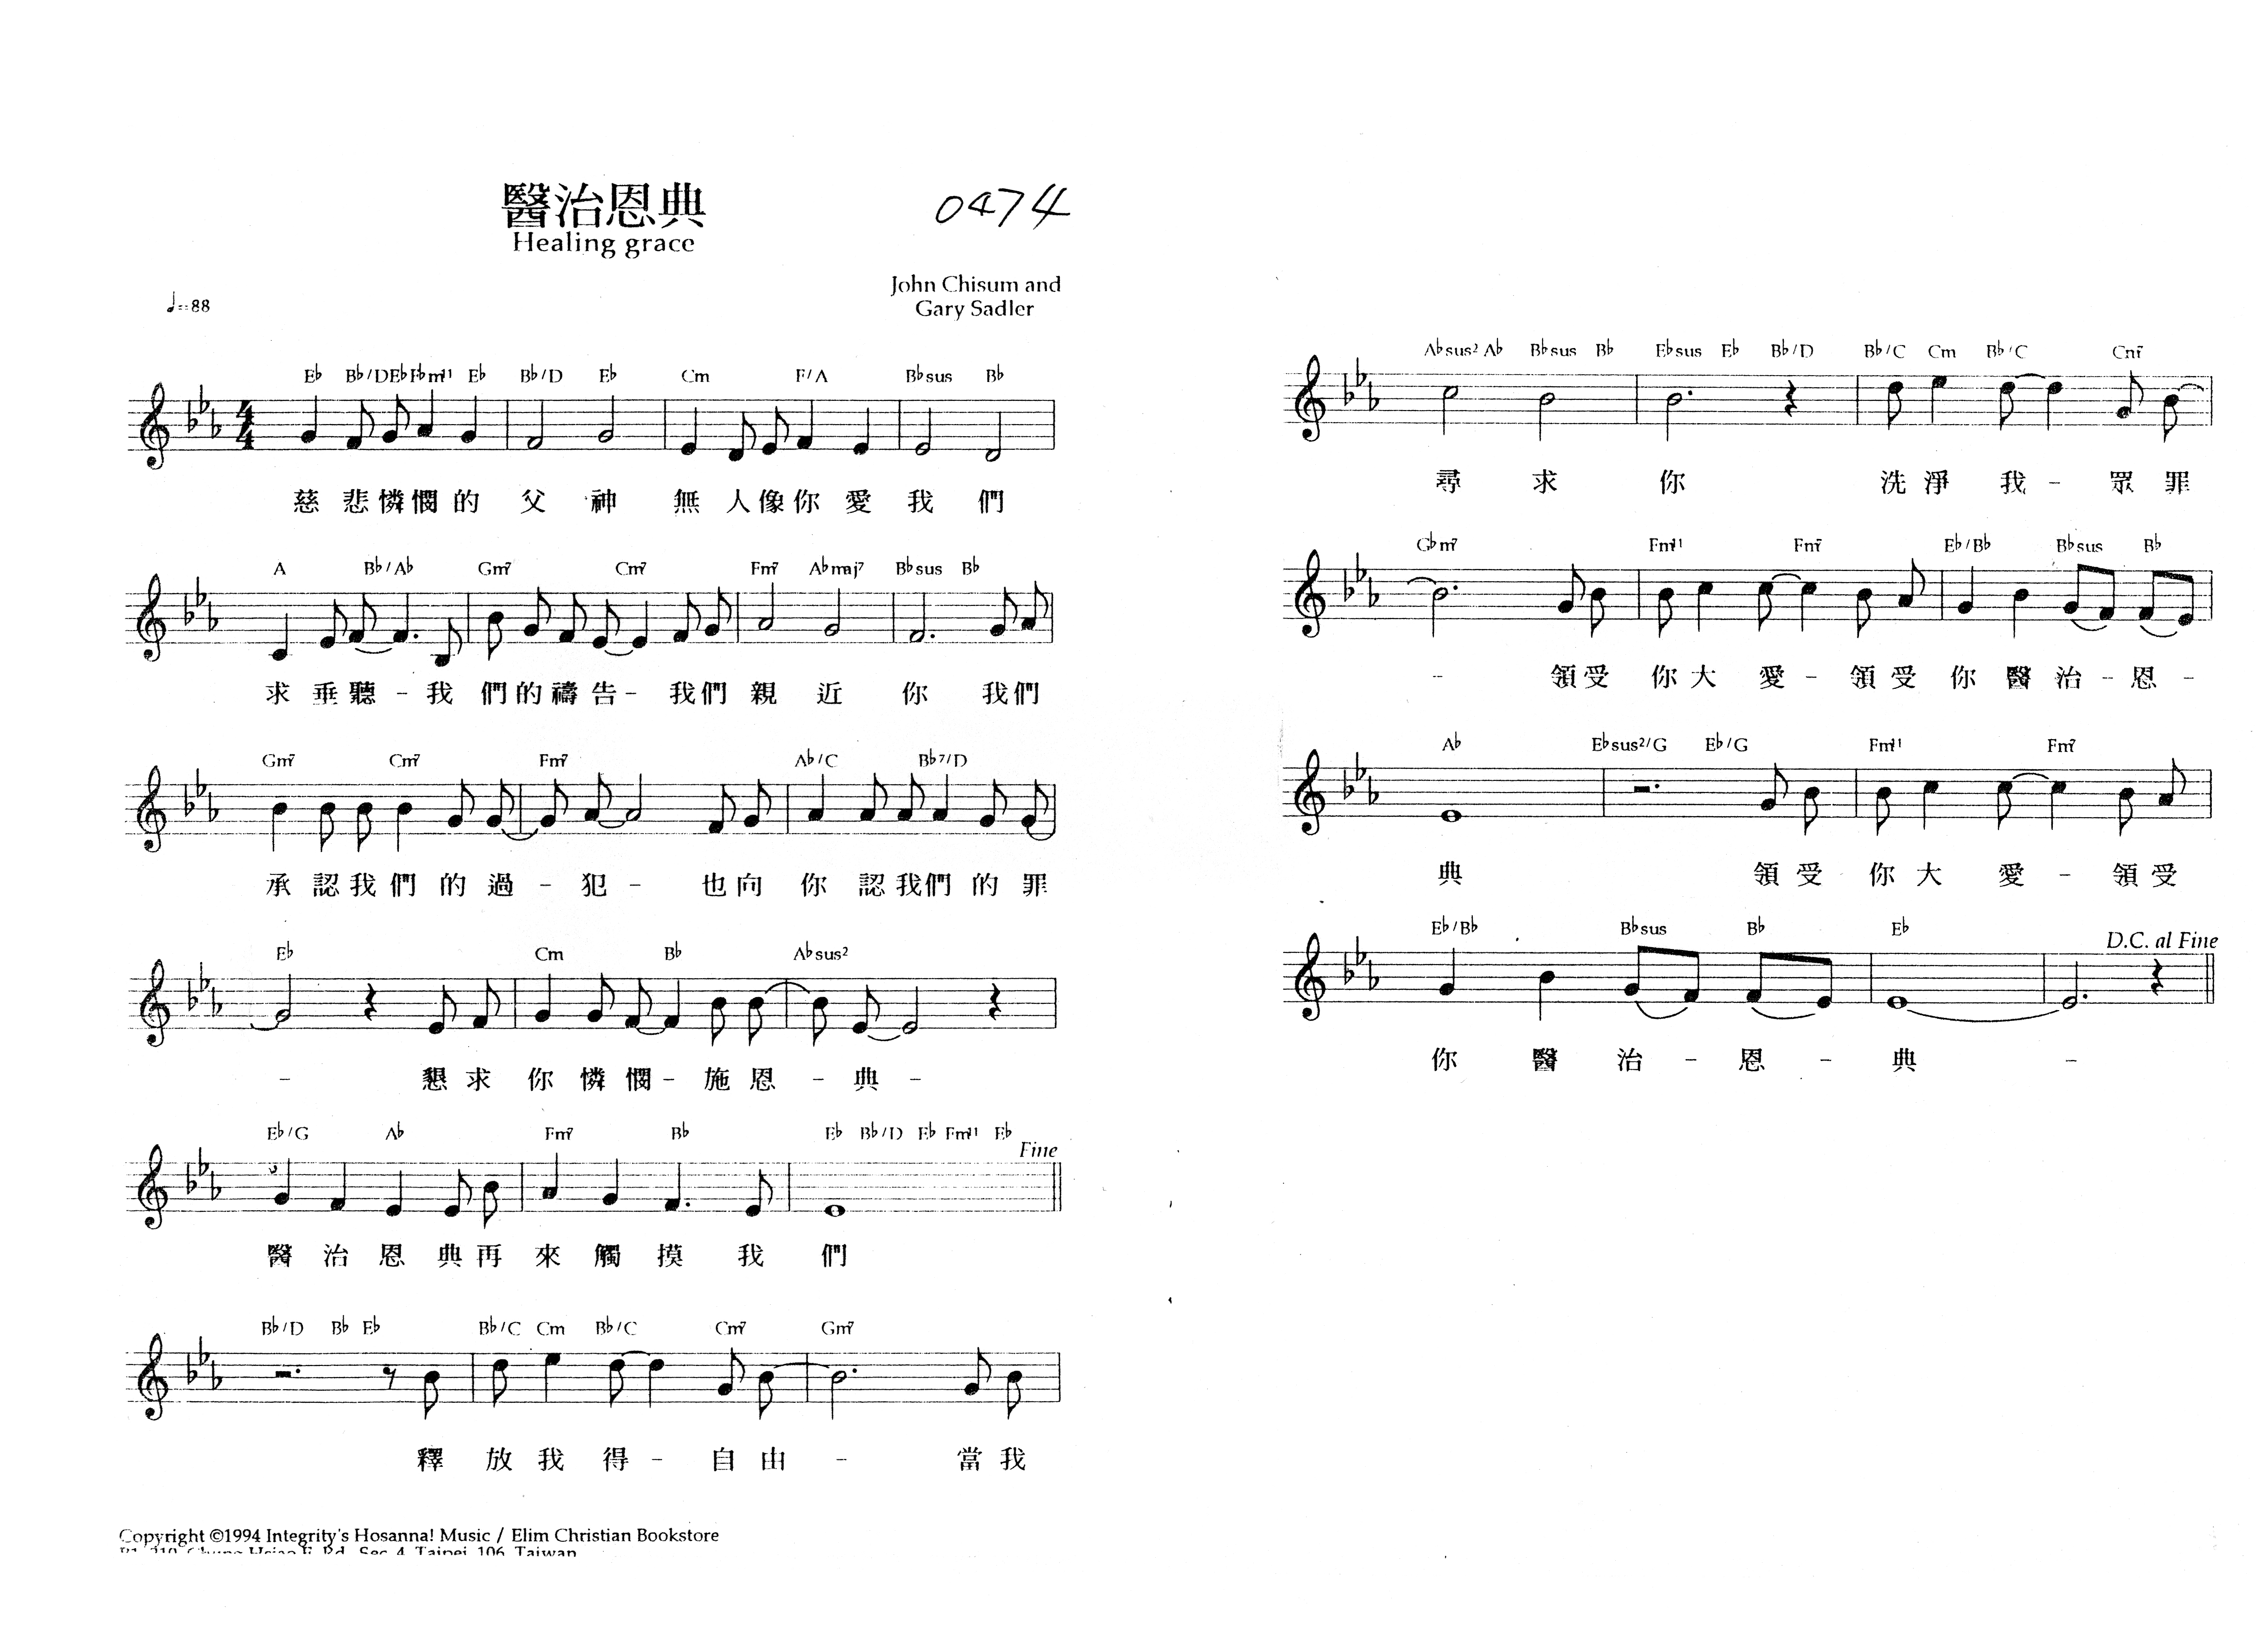 醫治恩典
0474
Healing grace
John Chisum and
Gary Sadler
♩=88
E♭ B♭/D E♭ Fm11 E♭ B♭/D E♭ Cm F/A B♭sus B♭
慈 悲 憐 憫 的 父 神 無 人 像 你 愛 我 們
A B♭/A♭ Gm7 Cm7 Fm7 A♭maj7 B♭sus B♭
求 垂 聽 - 我 們 的 禱 告 - 我 們 親 近 你 我 們
Gm7 Cm7 Fm7 A♭/C B♭7/D
承 認 我 們 的 過 - 犯 - 也 向 你 認 我 們 的 罪
E♭ Cm B♭ A♭sus2
- 懇 求 你 憐 憫 - 施 恩 - 典 -
E♭/G A♭ Fm7 B♭ E♭ B♭/D E♭ Fm11 E♭
Fine
醫 治 恩 典 再 來 觸 摸 我 們
B♭/D B♭ E♭ B♭/C Cm B♭/C Cm7 Gm7
釋 放 我 得 - 自 由 - 當 我
Copyright ©1994 Integrity's Hosanna! Music / Elim Christian Bookstore
Rd., Sec. 4, Taipei, 106, Taiwan
A♭sus2 A♭ B♭sus B♭ E♭sus E♭ B♭/D B♭/C Cm B♭/C Cm7
尋 求 你 洗 淨 我 - 眾 罪
G♭m7 Fm11 Fm7 E♭/B♭ B♭sus B♭
- 領 受 你 大 愛 - 領 受 你 醫 治 - 恩 -
A♭ E♭sus2/G E♭/G Fm11 Fm7
典 領 受 你 大 愛 - 領 受
E♭/B♭ B♭sus B♭ E♭
D.C. al Fine
你 醫 治 - 恩 - 典 -